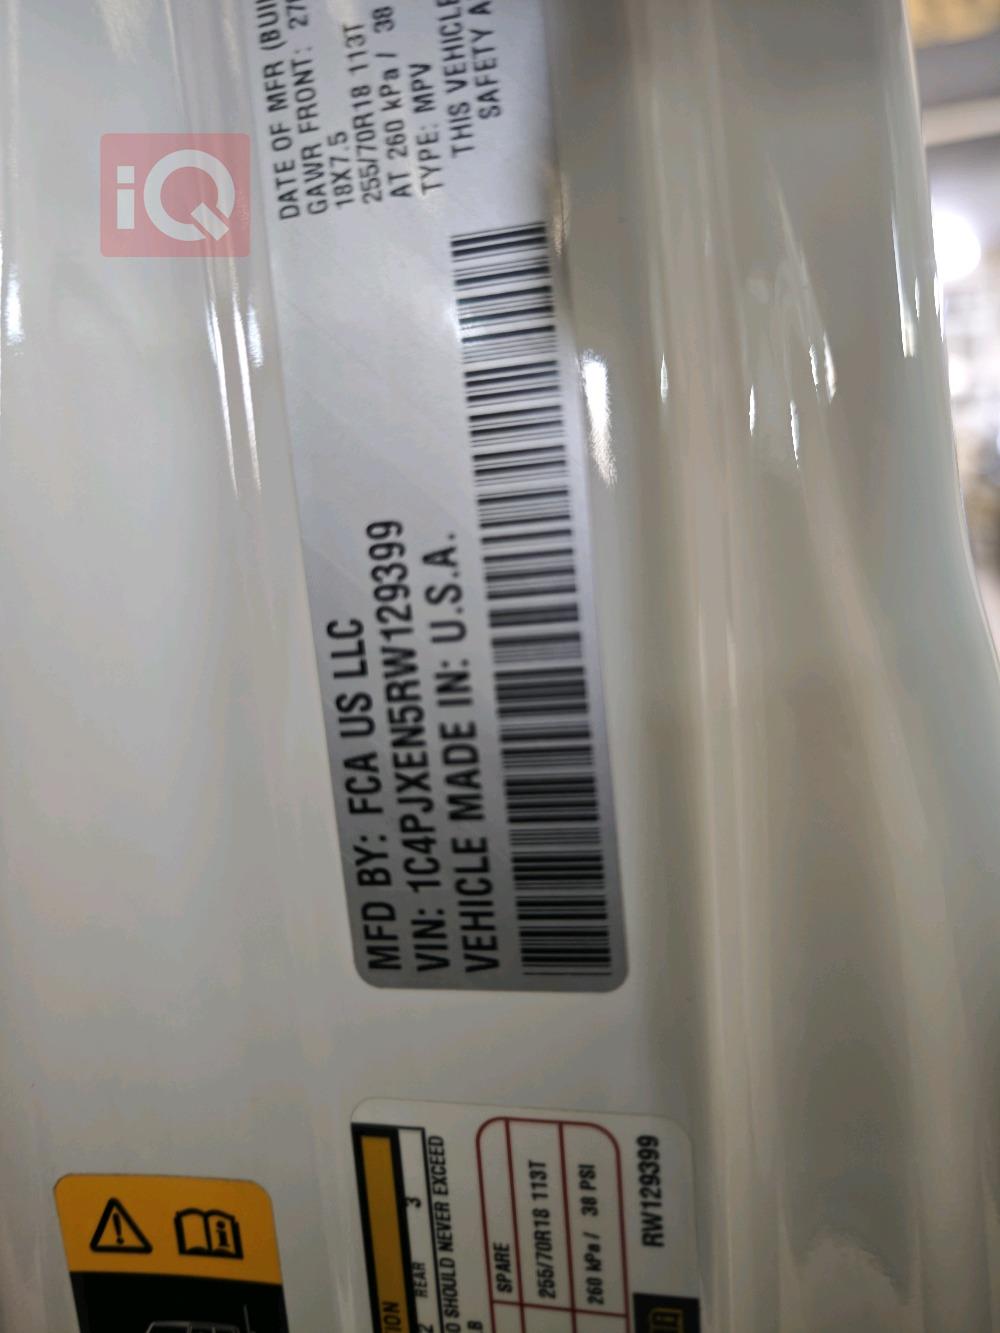 iQ
MFD BY: FCA US LLC
VIN: 1C4PJXEN5RW129399
VEHICLE MADE IN: U.S.A.
DATE OF MFR
GAWR FRONT:
18X7.5
255/70R18 113T
AT 260 kPa / 38
TYPE: MPV
THIS VEHICLE
SAFETY
REAR 3
SHOULD NEVER EXCEED
SPARE
255/70R18 113T
260 kPa / 38 PSI
RW129399